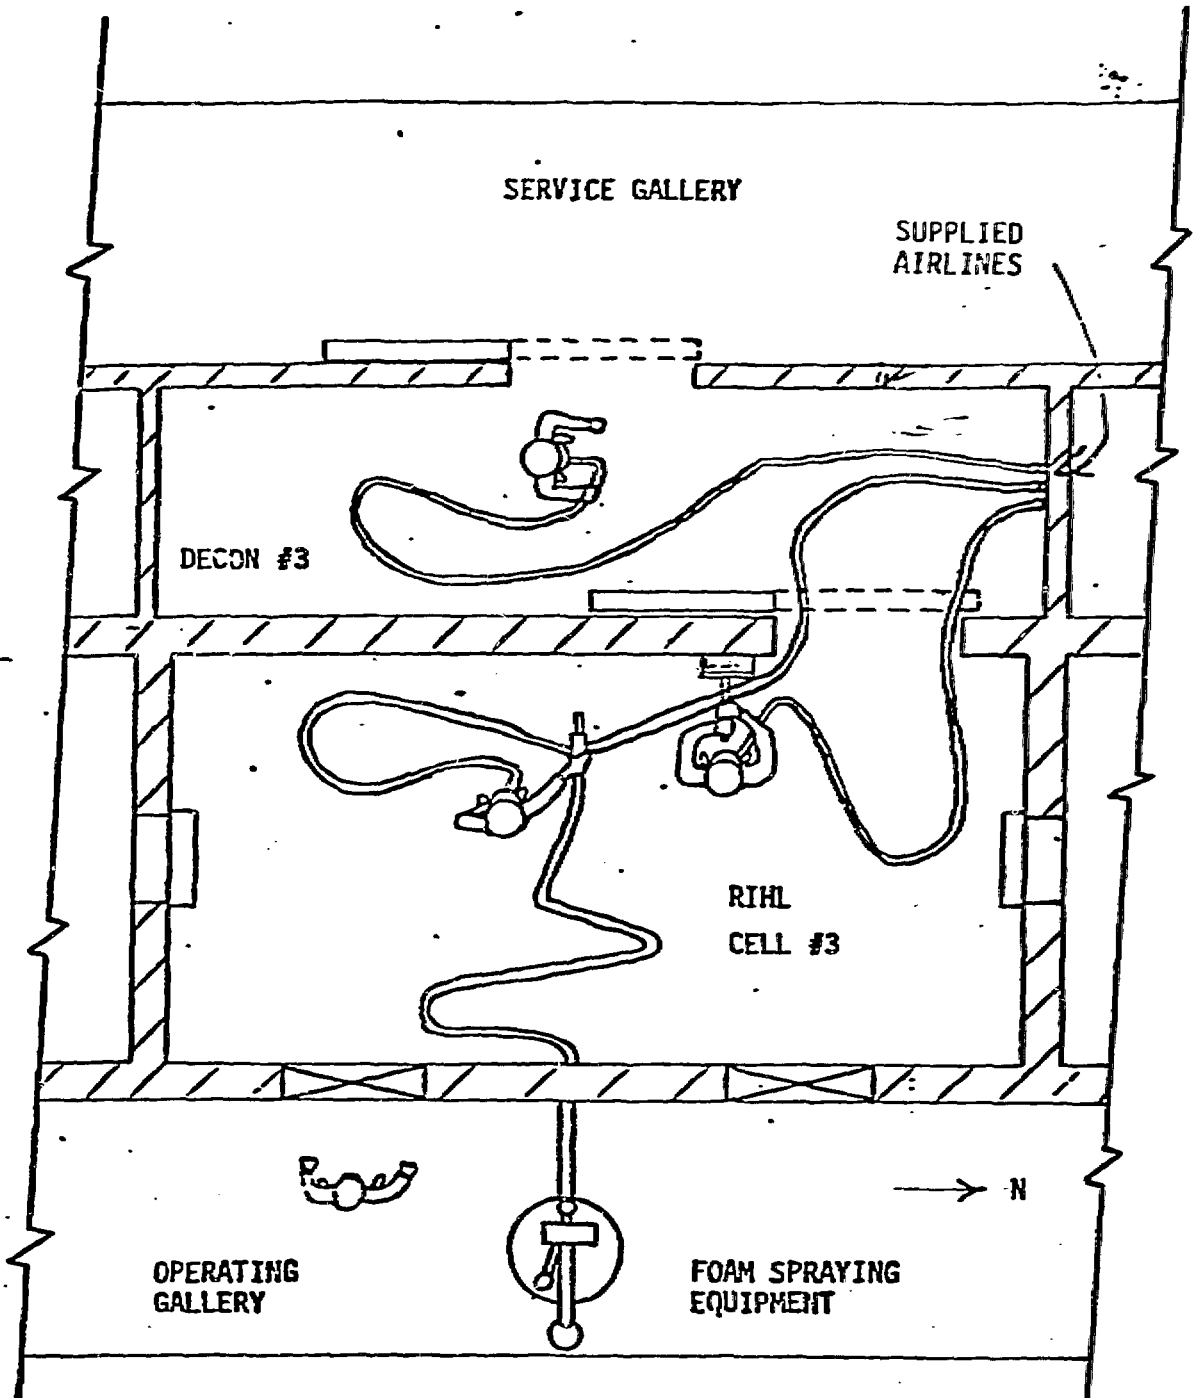 SERVICE GALLERY
SUPPLIED
AIRLINES
DECON #3
RIHL
CELL #3
N
OPERATING
GALLERY
FOAM SPRAYING
EQUIPMENT